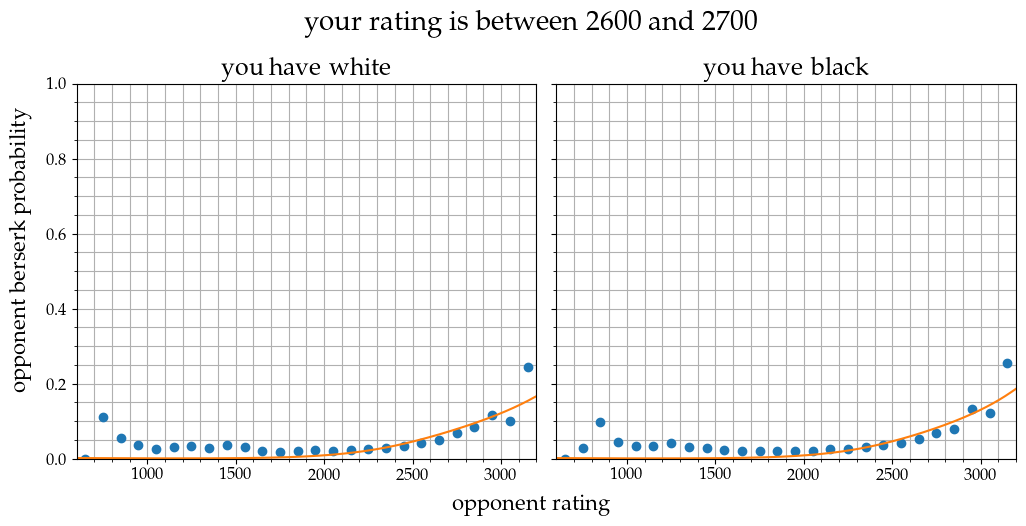 your rating is between 2600 and 2700
you have white
you have black
opponent berserk probability
1.0
0.8
0.6
0.4
0.2
0.0
1000 1500 2000 2500 3000
1000 1500 2000 2500 3000
opponent rating